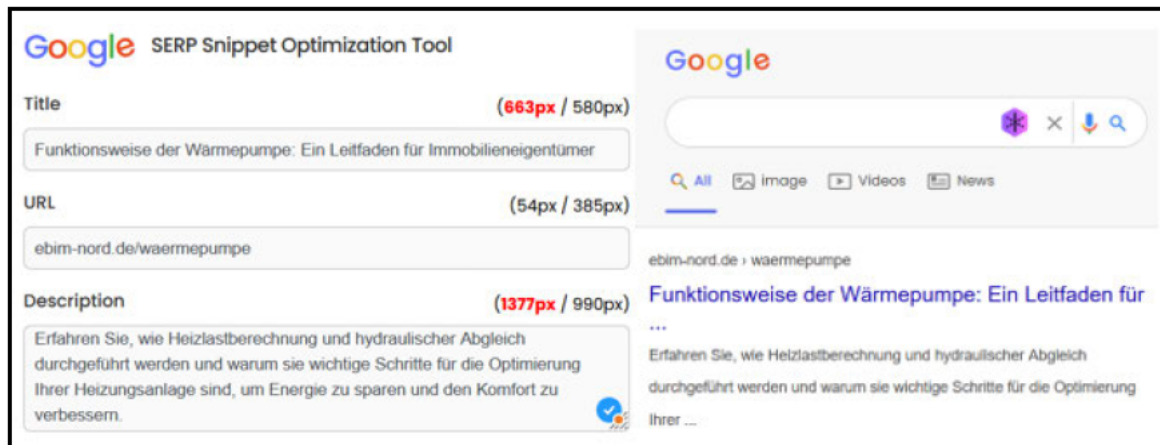 Google SERP Snippet Optimization Tool
Title (663px / 580px)
Funktionsweise der Wärmepumpe: Ein Leitfaden für Immobilieneigentümer
URL (54px / 385px)
ebim-nord.de/waermepumpe
Description (1377px / 990px)
Erfahren Sie, wie Heizlastberechnung und hydraulischer Abgleich
durchgeführt werden und warum sie wichtige Schritte für die Optimierung
Ihrer Heizungsanlage sind, um Energie zu sparen und den Komfort zu
verbessern.
Google
All Image Videos News
ebim-nord.de › waermepumpe
Funktionsweise der Wärmepumpe: Ein Leitfaden für
...
Erfahren Sie, wie Heizlastberechnung und hydraulischer Abgleich
durchgeführt werden und warum sie wichtige Schritte für die Optimierung
Ihrer ...